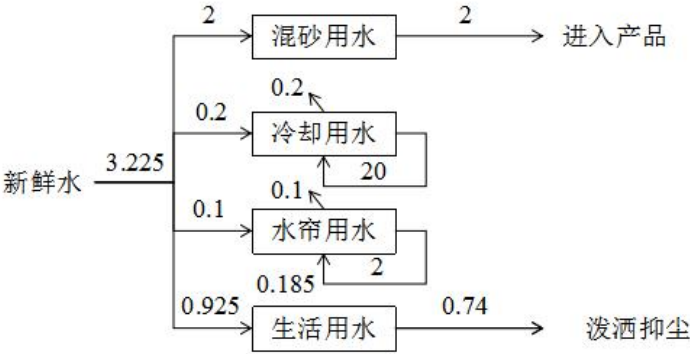 2
混砂用水
2
进入产品
0.2
0.2
冷却用水
20
新鲜水
3.225
0.1
0.1
水帘用水
2
0.185
0.925
生活用水
0.74
泼洒抑尘